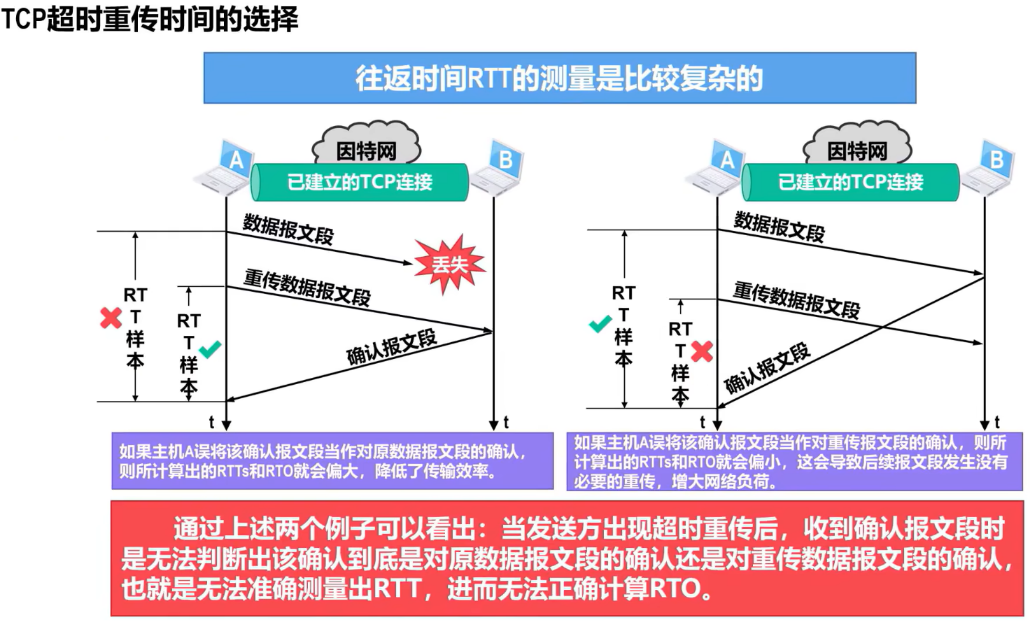 TCP超时重传时间的选择
往返时间RTT的测量是比较复杂的
因特网
A
B
已建立的TCP连接
数据报文段
丢失
重传数据报文段
RT
T
样
本
RT
T
样
本
确认报文段
t
t
如果主机A误将该确认报文段当作对原数据报文段的确认，
则所计算出的RTTs和RTO就会偏大，降低了传输效率。
因特网
A
B
已建立的TCP连接
数据报文段
重传数据报文段
RT
T
样
本
RT
T
样
本
确认报文段
t
t
如果主机A误将该确认报文段当作对重传报文段的确认，则所
计算出的RTTs和RTO就会偏小，这会导致后续报文段发生没有
必要的重传，增大网络负荷。
通过上述两个例子可以看出：当发送方出现超时重传后，收到确认报文段时
是无法判断出该确认到底是对原数据报文段的确认还是对重传数据报文段的确认，
也就是无法准确测量出RTT，进而无法正确计算RTO。